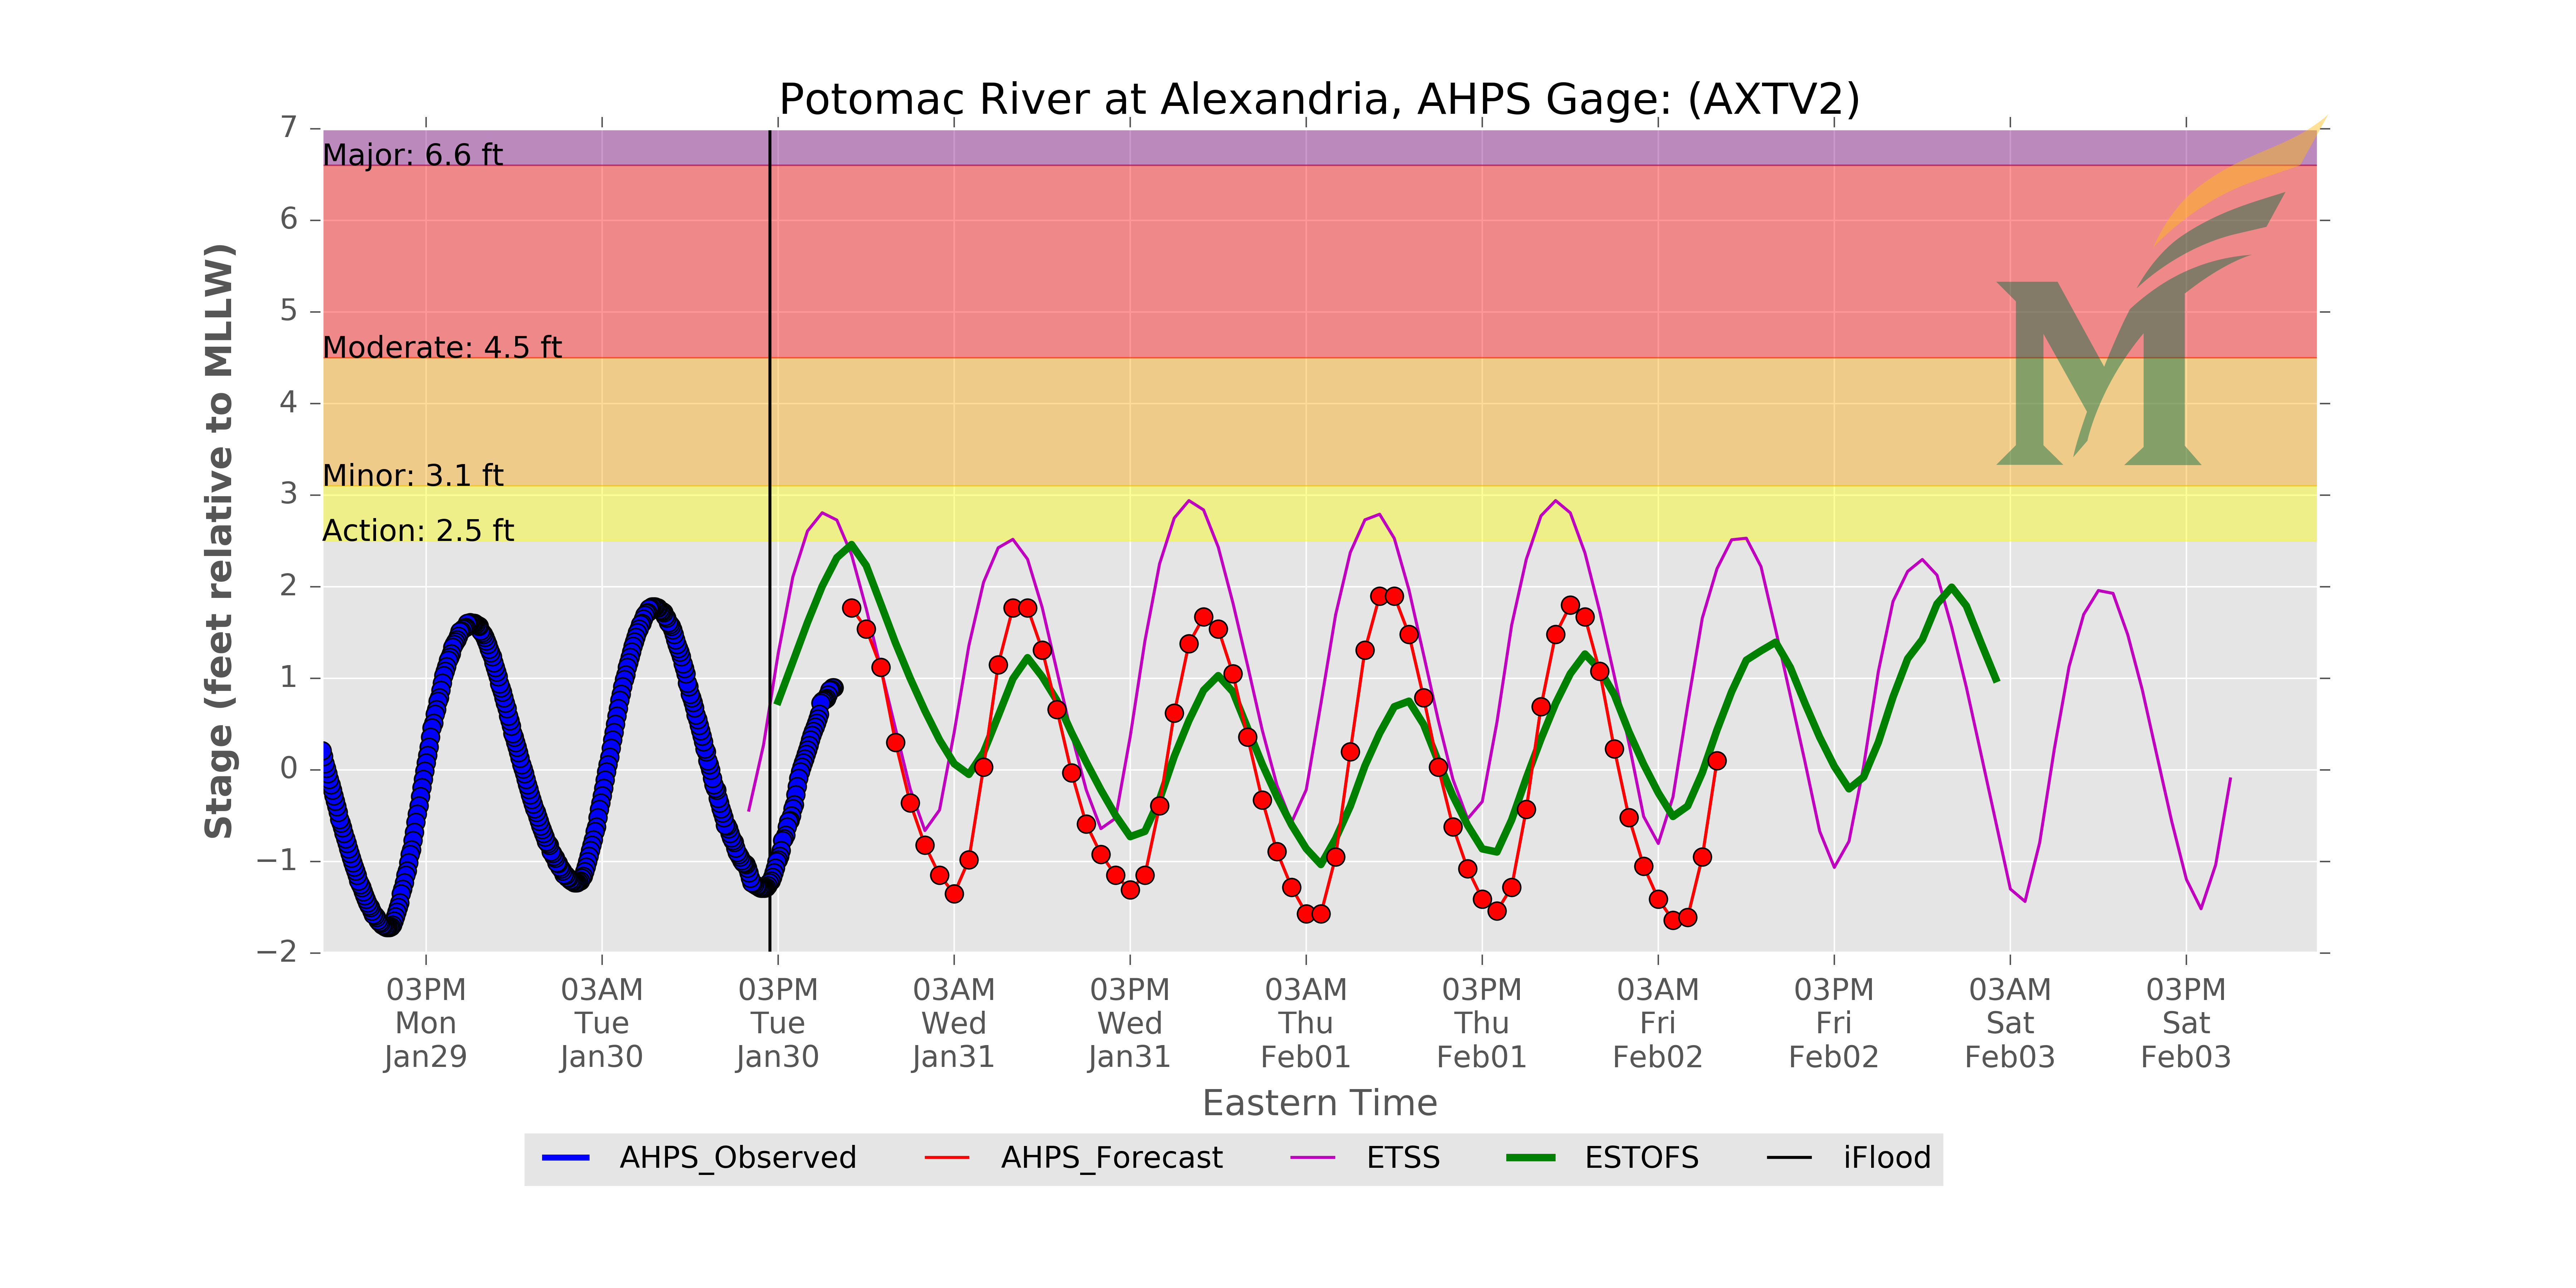 Potomac River at Alexandria, AHPS Gage: (AXTV2)
Stage (feet relative to MLLW)
7
6
5
4
3
2
1
0
−1
−2
Major: 6.6 ft
Moderate: 4.5 ft
Minor: 3.1 ft
Action: 2.5 ft
M
03PM 03AM 03PM 03AM 03PM 03AM 03PM 03AM 03PM 03AM 03PM
Mon Tue Tue Wed Wed Thu Thu Fri Fri Sat Sat
Jan29 Jan30 Jan30 Jan31 Jan31 Feb01 Feb01 Feb02 Feb02 Feb03 Feb03
Eastern Time
AHPS_Observed AHPS_Forecast ETSS ESTOFS iFlood